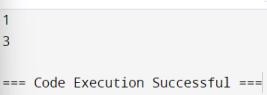 1
3
=== Code Execution Successful ===